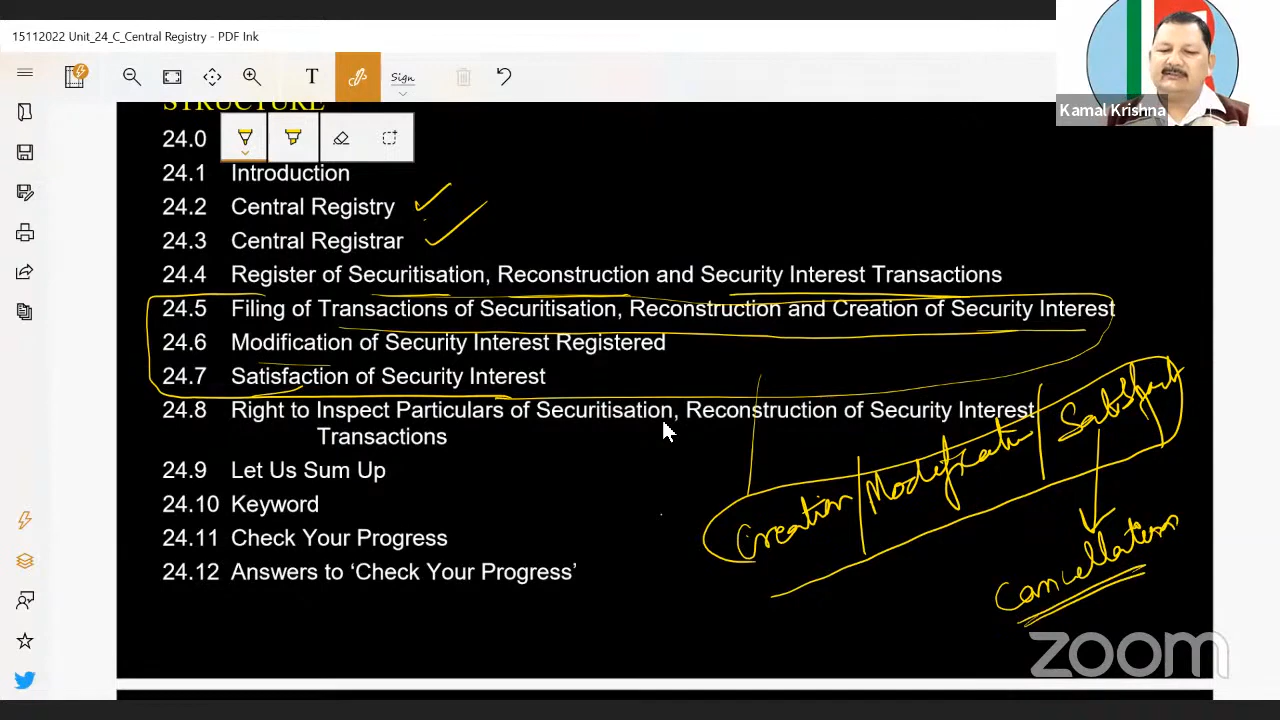 15112022 Unit_24_C_Central Registry - PDF Ink
Sign
Kamal Krishna
STRUCTURE
24.0
24.1 Introduction
24.2 Central Registry
24.3 Central Registrar
24.4 Register of Securitisation, Reconstruction and Security Interest Transactions
24.5 Filing of Transactions of Securitisation, Reconstruction and Creation of Security Interest
24.6 Modification of Security Interest Registered
24.7 Satisfaction of Security Interest
24.8 Right to Inspect Particulars of Securitisation, Reconstruction of Security Interest
Transactions
24.9 Let Us Sum Up
24.10 Keyword
24.11 Check Your Progress
24.12 Answers to ‘Check Your Progress’
Creation/Modification/
Cancellation
zoom